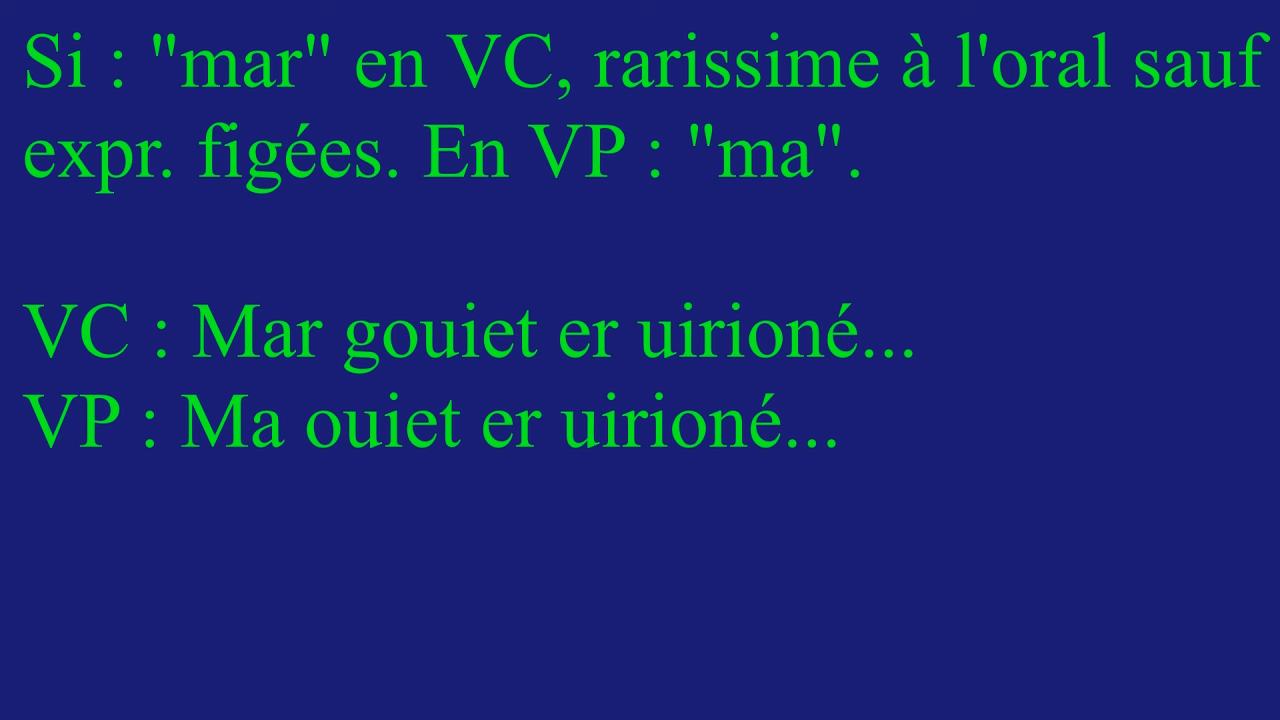 Si : "mar" en VC, rarissime à l'oral sauf
expr. figées. En VP : "ma".
VC : Mar gouiet er uirioné...
VP : Ma ouiet er uirioné...